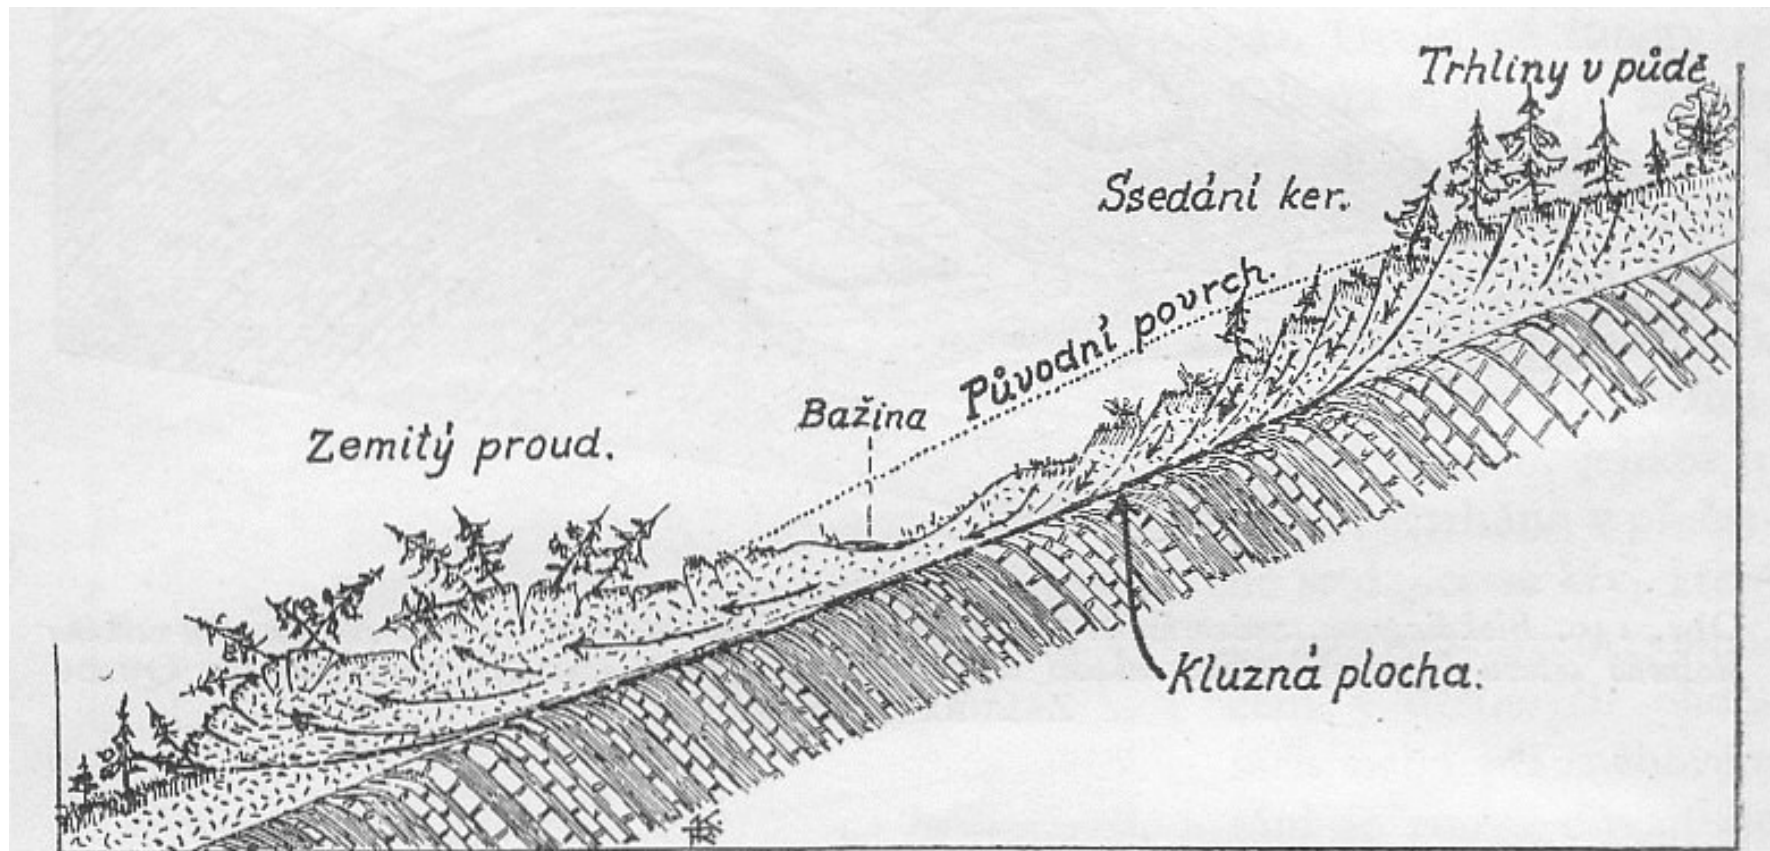 Trhliny v půdě
Ssedání ker.
Původní povrch.
Bažina
Zemitý proud.
Kluzná plocha.